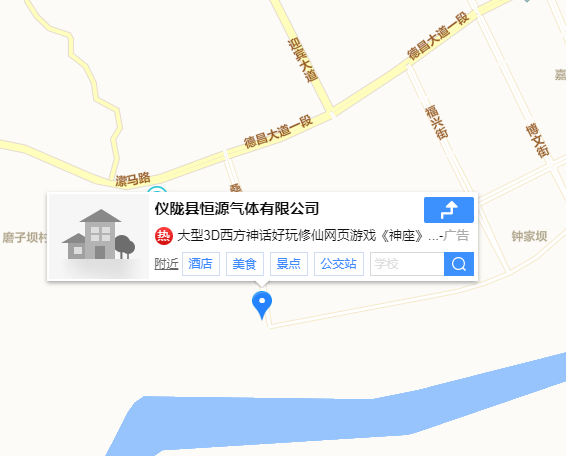 迎宾大道
德昌大道一段
嘉
福兴街
博文街
德昌大道一段
濛马路
仪陇县恒源气体有限公司
热 大型3D西方神话好玩修仙网页游戏《神座》...-广告
磨子坝村
钟家坝
附近 酒店 美食 景点 公交站 学校